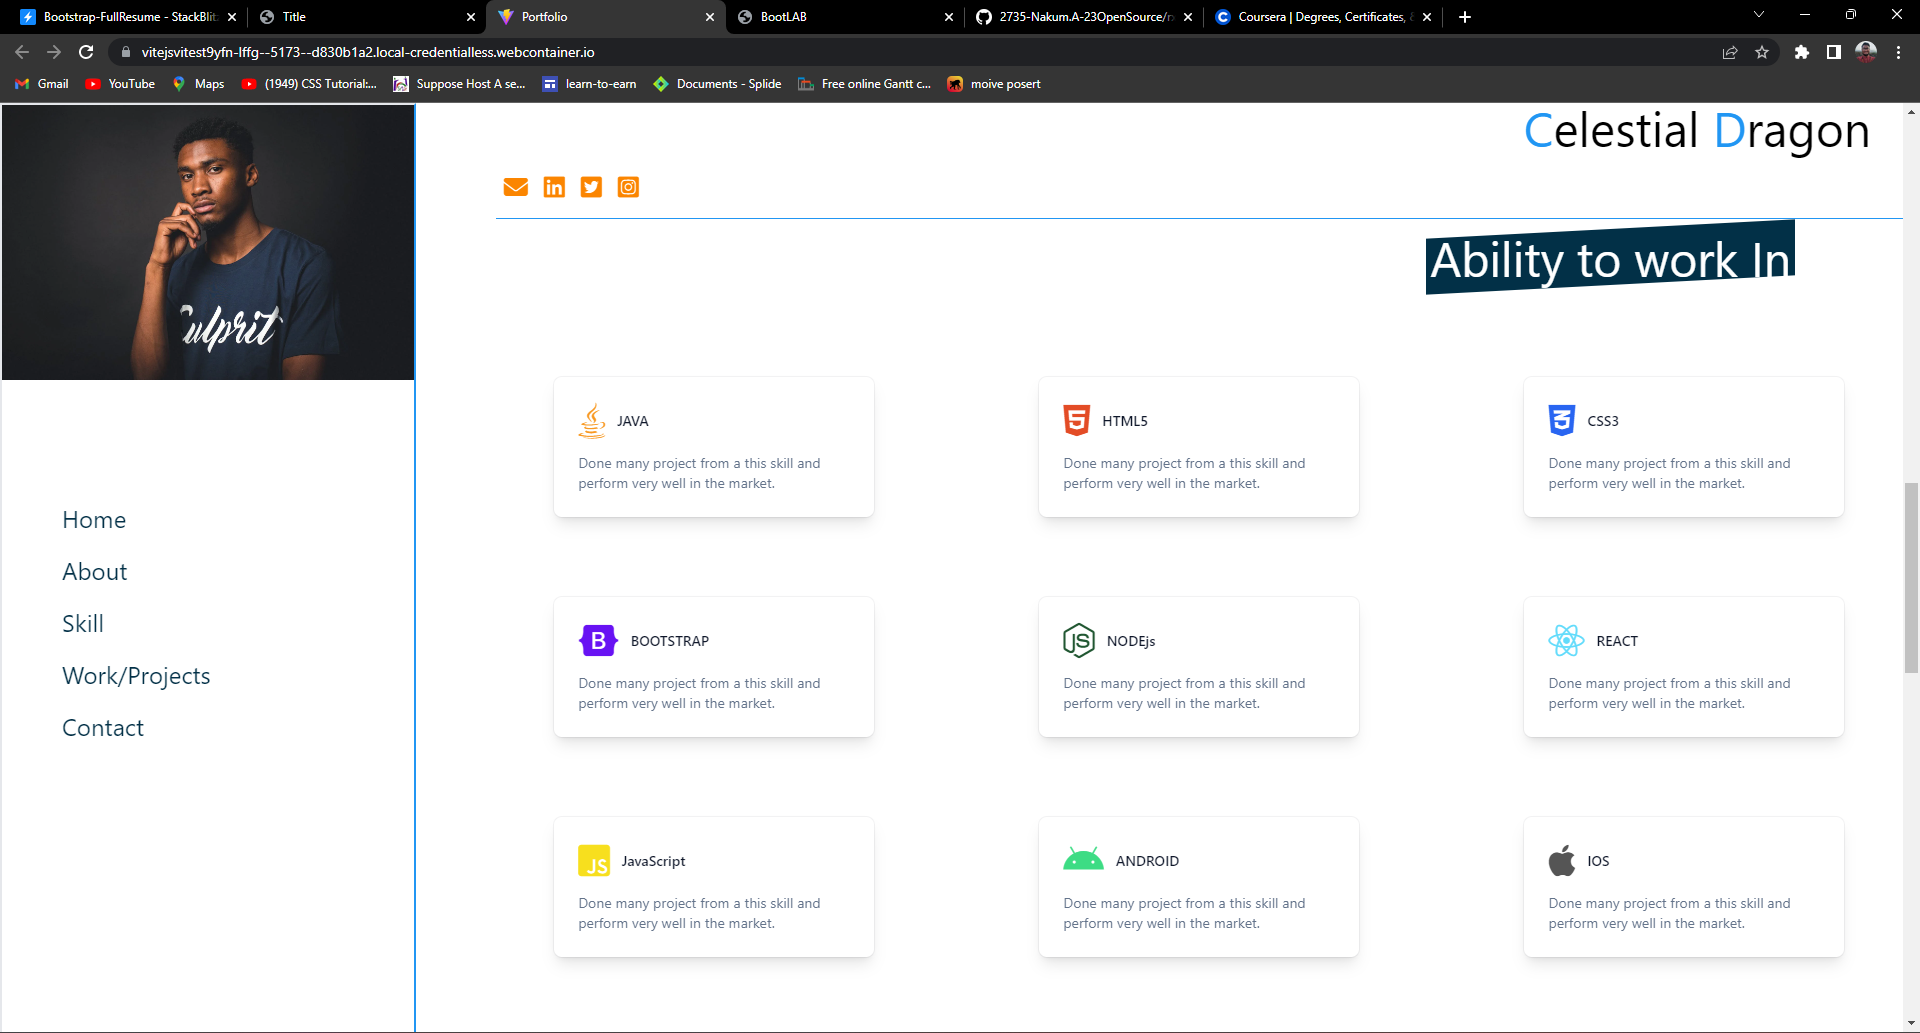 Bootstrap-FullResume - StackBlit
Title
Portfolio
BootLAB
2735-Nakum.A-23OpenSource/
Coursera | Degrees, Certificates,
vitejsvitest9yfn-lffg--5173--d830b1a2.local-credentialless.webcontainer.io
Gmail
YouTube
Maps
(1949) CSS Tutorial:...
Suppose Host A se...
learn-to-earn
Documents - Splide
Free online Gantt c...
moive posert
Celestial Dragon
Ability to work In
Culprit
Home
About
Skill
Work/Projects
Contact
JAVA
Done many project from a this skill and
perform very well in the market.
HTML5
Done many project from a this skill and
perform very well in the market.
CSS3
Done many project from a this skill and
perform very well in the market.
BOOTSTRAP
Done many project from a this skill and
perform very well in the market.
NODEjs
Done many project from a this skill and
perform very well in the market.
REACT
Done many project from a this skill and
perform very well in the market.
JavaScript
Done many project from a this skill and
perform very well in the market.
ANDROID
Done many project from a this skill and
perform very well in the market.
IOS
Done many project from a this skill and
perform very well in the market.